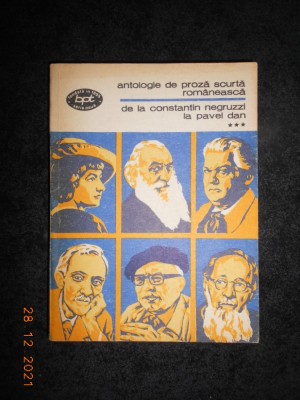 bpt
antologie de proză scurtă
românească
de la constantin negruzzi
la pavel dan
***
28.12.2021